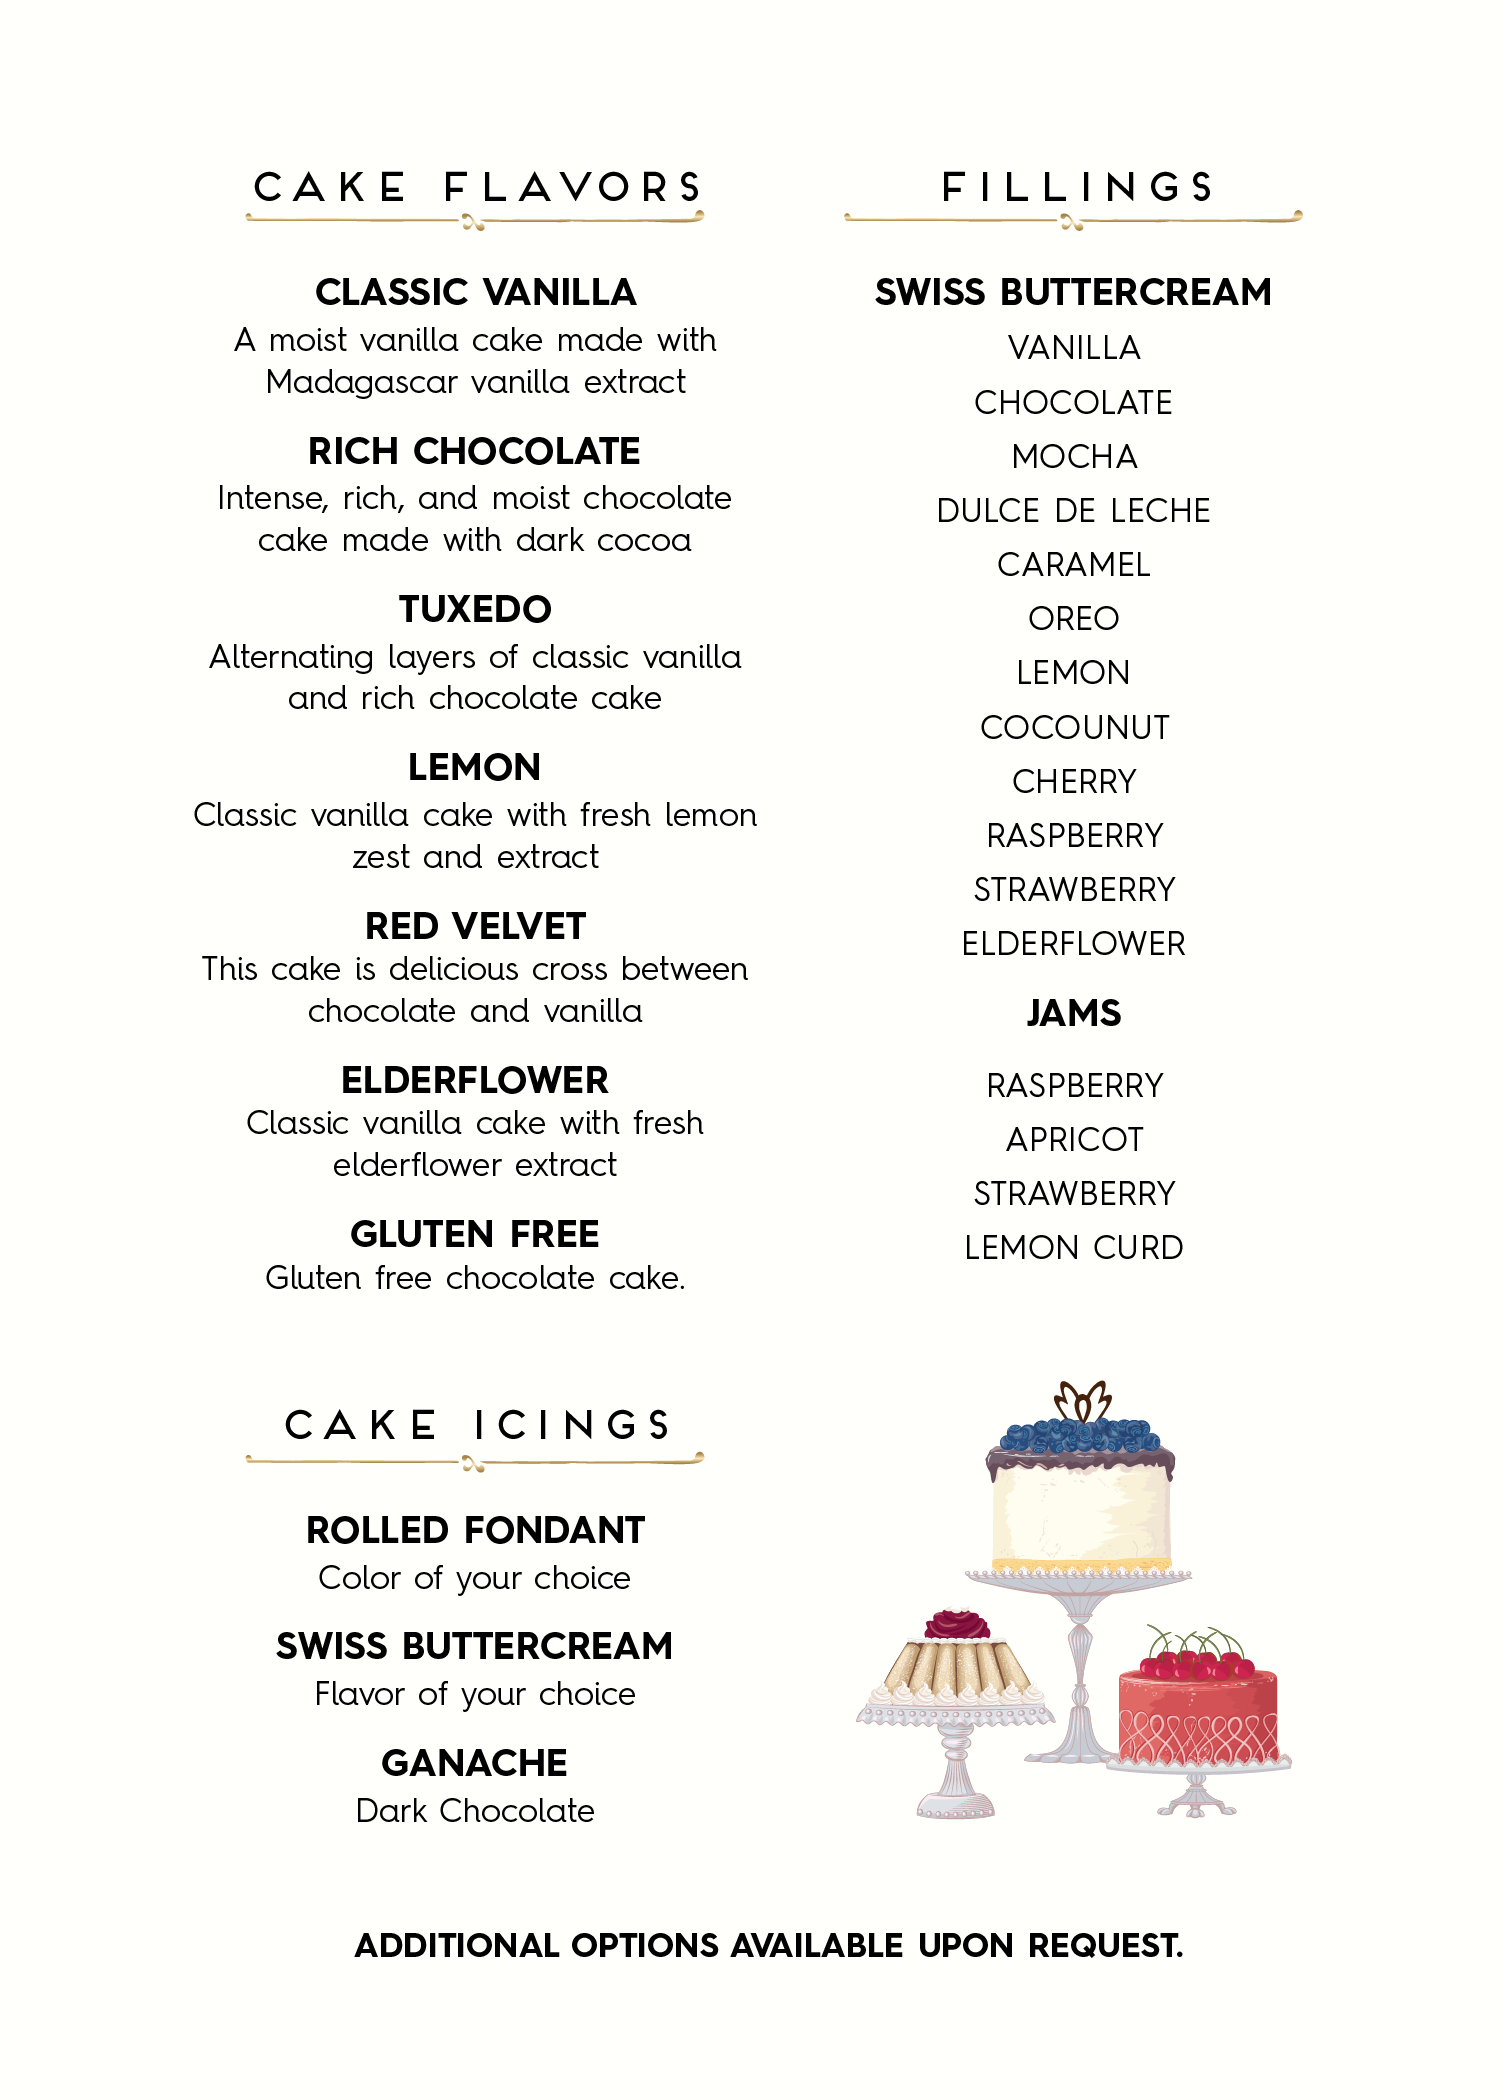 CAKE FLAVORS
CLASSIC VANILLA
A moist vanilla cake made with
Madagascar vanilla extract
RICH CHOCOLATE
Intense, rich, and moist chocolate
cake made with dark cocoa
TUXEDO
Alternating layers of classic vanilla
and rich chocolate cake
LEMON
Classic vanilla cake with fresh lemon
zest and extract
RED VELVET
This cake is delicious cross between
chocolate and vanilla
ELDERFLOWER
Classic vanilla cake with fresh
elderflower extract
GLUTEN FREE
Gluten free chocolate cake.
CAKE ICINGS
ROLLED FONDANT
Color of your choice
SWISS BUTTERCREAM
Flavor of your choice
GANACHE
Dark Chocolate
FILLINGS
SWISS BUTTERCREAM
VANILLA
CHOCOLATE
MOCHA
DULCE DE LECHE
CARAMEL
OREO
LEMON
COCOUNUT
CHERRY
RASPBERRY
STRAWBERRY
ELDERFLOWER
JAMS
RASPBERRY
APRICOT
STRAWBERRY
LEMON CURD
ADDITIONAL OPTIONS AVAILABLE UPON REQUEST.